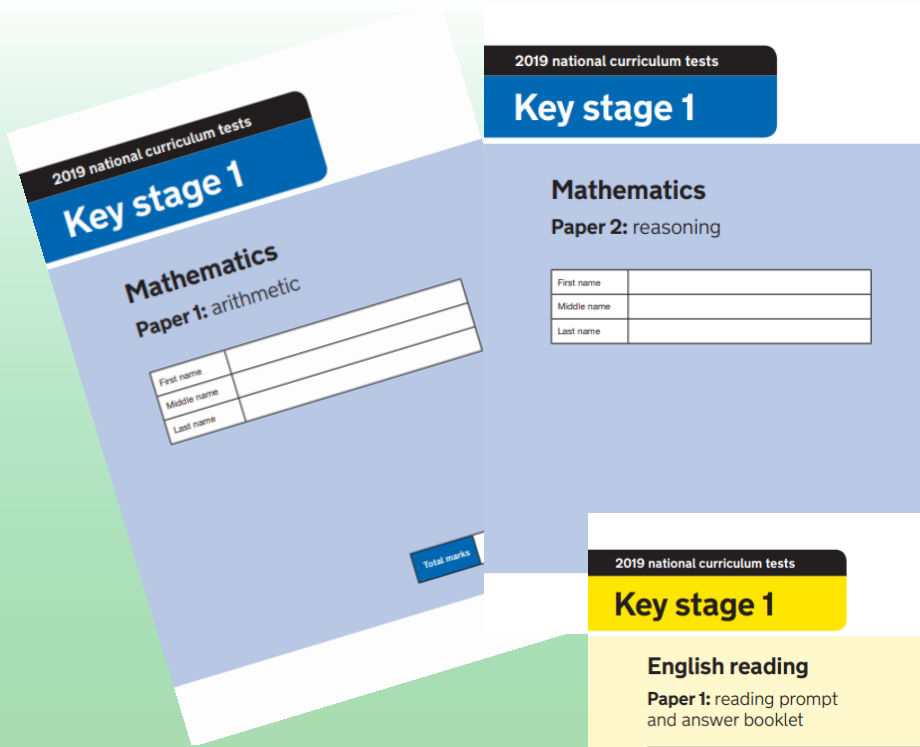 2019 national curriculum tests
Key stage 1
Mathematics
Paper 1: arithmetic
First name
Middle name
Last name
Total marks
2019 national curriculum tests
Key stage 1
Mathematics
Paper 2: reasoning
First name
Middle name
Last name
2019 national curriculum tests
Key stage 1
English reading
Paper 1: reading prompt
and answer booklet